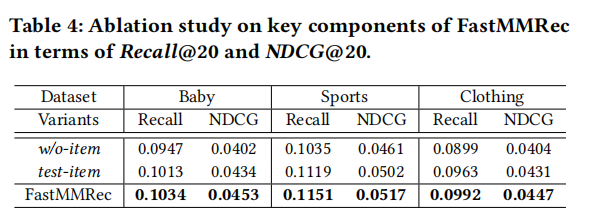 Table 4: Ablation study on key components of FastMMRec
in terms of Recall@20 and NDCG@20.
Dataset Baby Sports Clothing
Variants Recall NDCG Recall NDCG Recall NDCG
w/o-item 0.0947 0.0402 0.1035 0.0461 0.0899 0.0404
test-item 0.1013 0.0434 0.1119 0.0502 0.0963 0.0431
FastMMRec 0.1034 0.0453 0.1151 0.0517 0.0992 0.0447